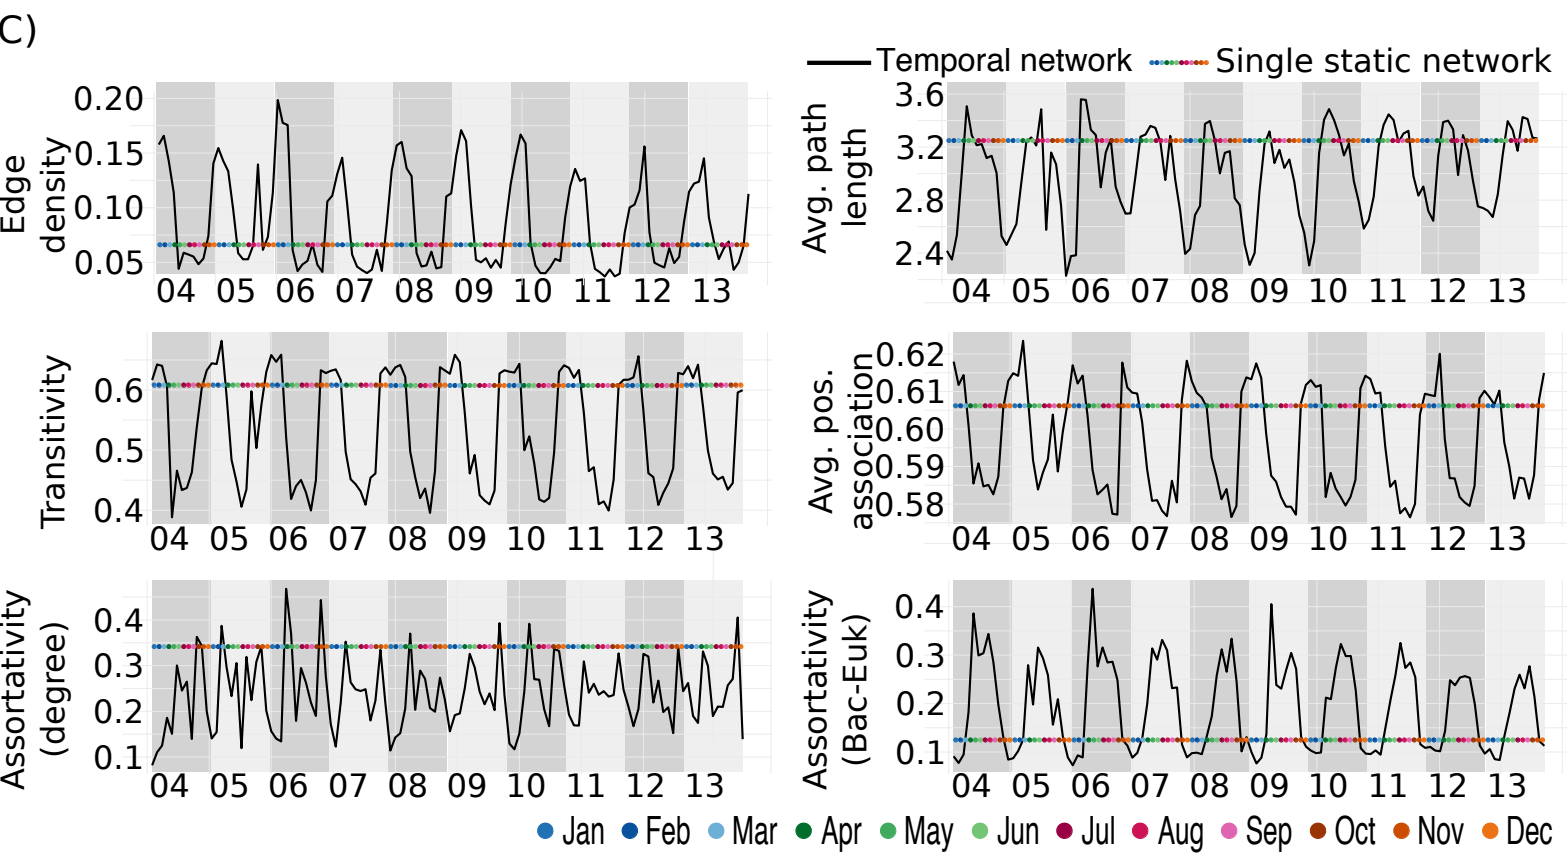 C)
Temporal network Single static network
Edge density
0.20
0.15
0.10
0.05
04 05 06 07 08 09 10 11 12 13
Avg. path length
3.6
3.2
2.8
2.4
04 05 06 07 08 09 10 11 12 13
Transitivity
0.6
0.5
0.4
04 05 06 07 08 09 10 11 12 13
Avg. pos. association
0.62
0.61
0.60
0.59
0.58
04 05 06 07 08 09 10 11 12 13
Assortativity (degree)
0.4
0.3
0.2
0.1
04 05 06 07 08 09 10 11 12 13
Assortativity (Bac-Euk)
0.4
0.3
0.2
0.1
04 05 06 07 08 09 10 11 12 13
Jan Feb Mar Apr May Jun Jul Aug Sep Oct Nov Dec